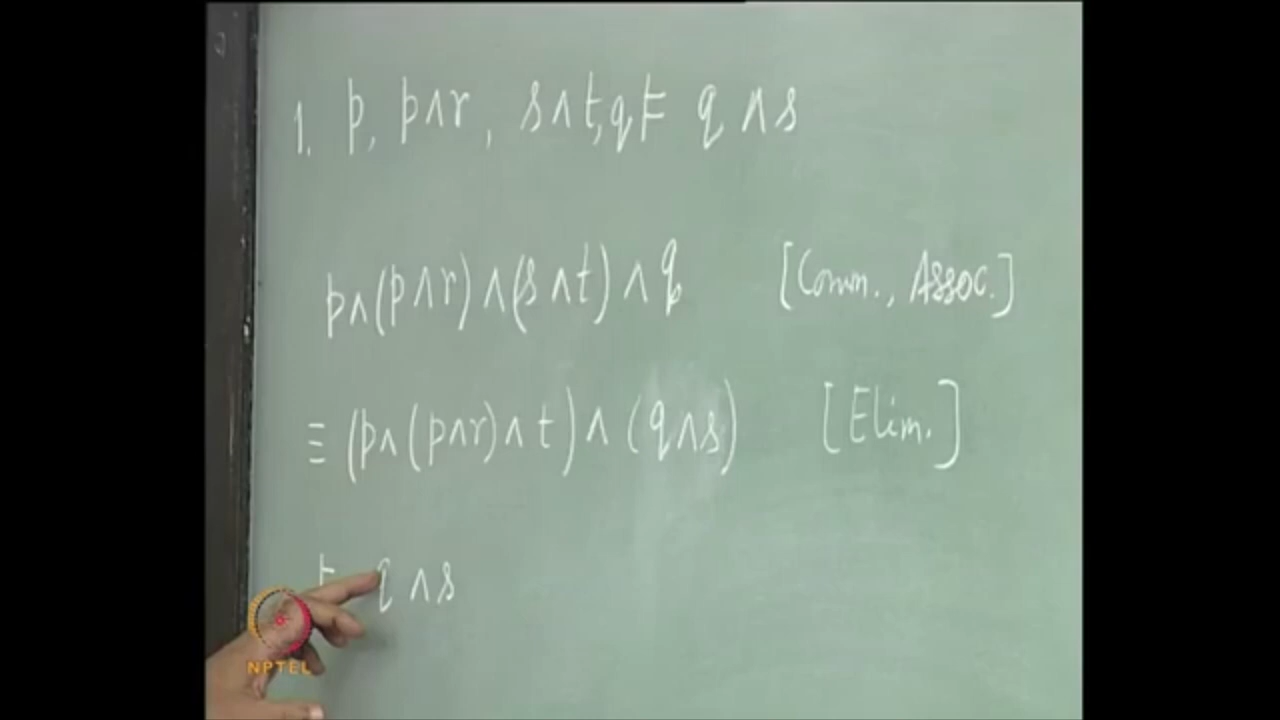 1. p, p∧r, s∧t, q ⊨ q ∧ s
p∧(p∧r)∧(s∧t)∧q [Comm., Assoc.]
≡ (p∧(p∧r)∧t)∧(q∧s) [Elim.]
⊨ q∧s
NPTEL